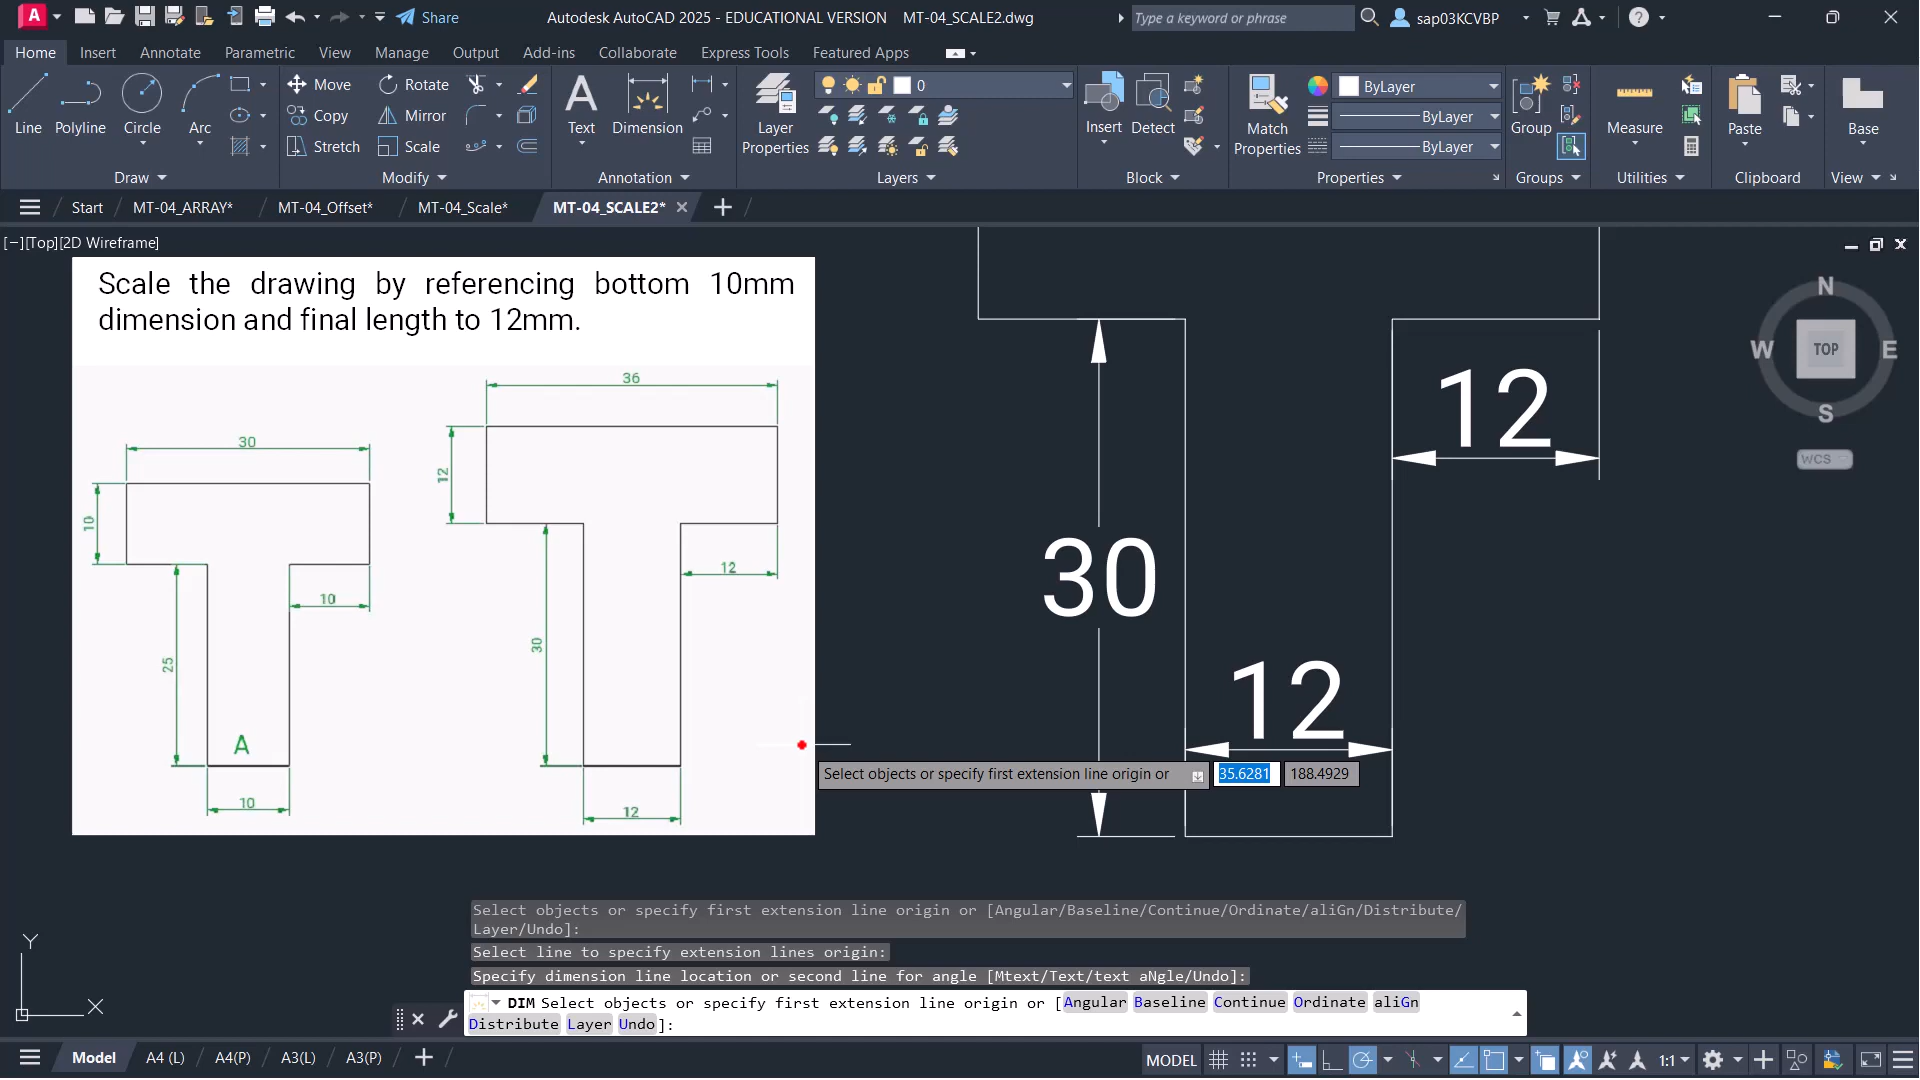 Share
Autodesk AutoCAD 2025 - EDUCATIONAL VERSION MT-04_SCALE2.dwg
Type a keyword or phrase
sap03KCVBP
Home Insert Annotate Parametric View Manage Output Add-ins Collaborate Express Tools Featured Apps
Line Polyline Circle Arc
Move Rotate
Copy Mirror
Stretch Scale
Text Dimension
Layer Properties
0
Insert Detect
Match Properties
ByLayer
ByLayer
ByLayer
Group
Measure
Paste
Base
Draw Modify Annotation Layers Block Properties Groups Utilities Clipboard View
Start MT-04_ARRAY* MT-04_Offset* MT-04_Scale* MT-04_SCALE2*
[−][Top][2D Wireframe]
Scale the drawing by referencing bottom 10mm
dimension and final length to 12mm.
30
10
10
25
A
10
36
12
12
30
12
12
30
12
N
W TOP E
S
WCS
Select objects or specify first extension line origin or 35.6281 188.4929
Select objects or specify first extension line origin or [Angular/Baseline/Continue/Ordinate/aliGn/Distribute/
Layer/Undo]:
Select line to specify extension lines origin:
Specify dimension line location or second line for angle [Mtext/Text/text aNgle/Undo]:
DIM Select objects or specify first extension line origin or [Angular Baseline Continue Ordinate aliGn
Distribute Layer Undo]:
Y
X
Model A4 (L) A4(P) A3(L) A3(P)
MODEL 1:1